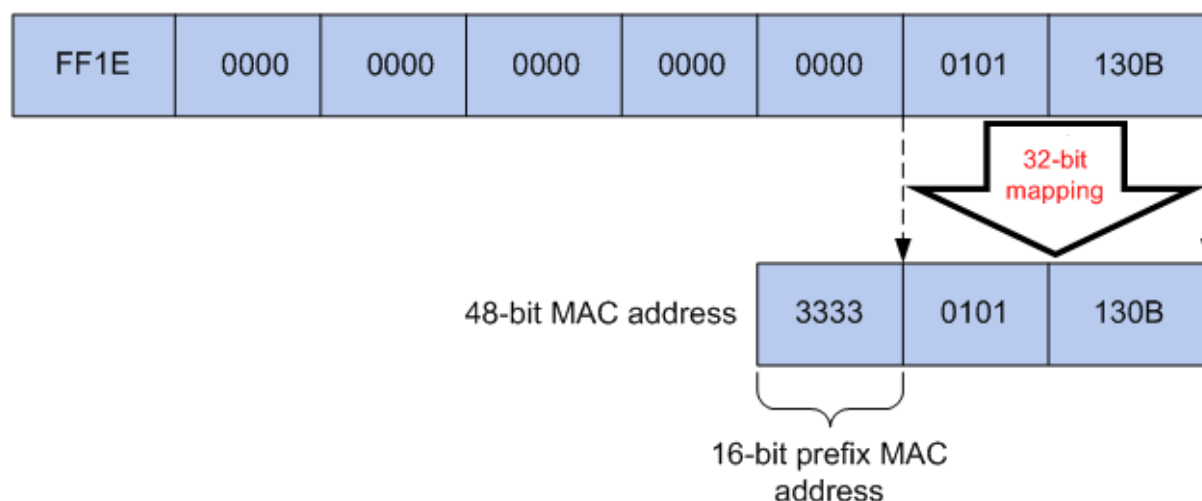 FF1E 0000 0000 0000 0000 0000 0101 130B
32-bit
mapping
48-bit MAC address 3333 0101 130B
16-bit prefix MAC
address